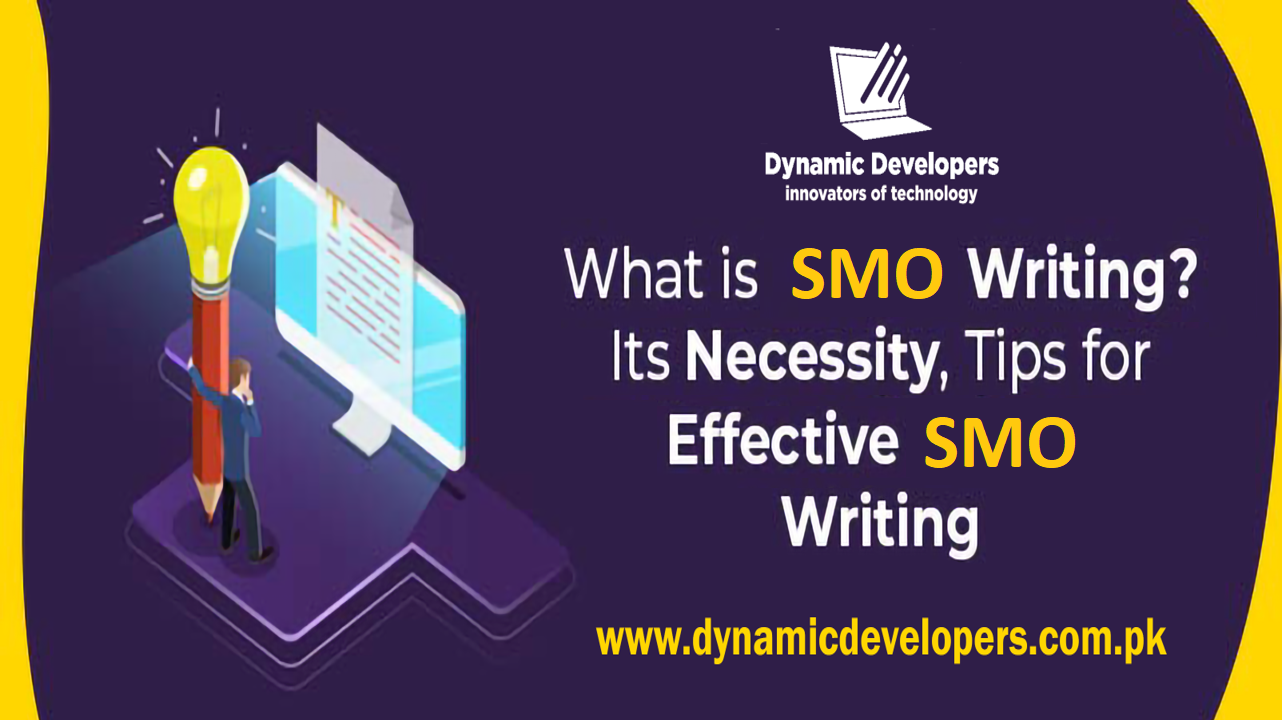 Dynamic Developers
innovators of technology
What is SMO Writing?
Its Necessity, Tips for
Effective SMO
Writing
www.dynamicdevelopers.com.pk
T